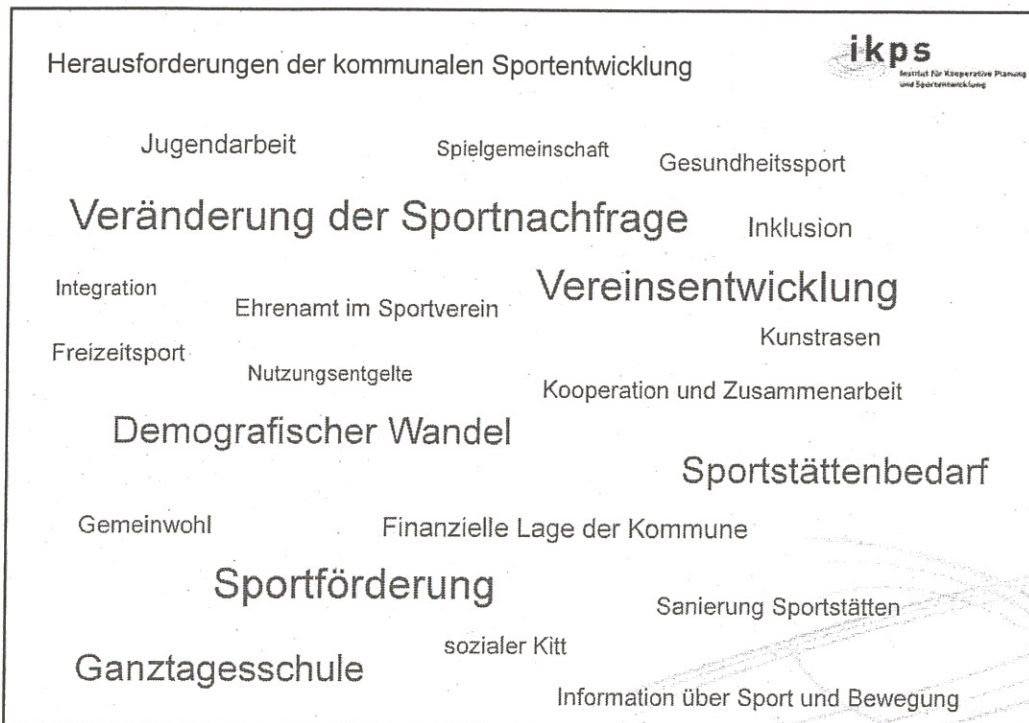 Herausforderungen der kommunalen Sportentwicklung
ikps
Institut für Kooperative Planung
und Sportentwicklung
Jugendarbeit
Spielgemeinschaft
Gesundheitssport
Veränderung der Sportnachfrage
Inklusion
Integration
Ehrenamt im Sportverein
Vereinsentwicklung
Kunstrasen
Freizeitsport
Nutzungsentgelte
Kooperation und Zusammenarbeit
Demografischer Wandel
Sportstättenbedarf
Gemeinwohl
Finanzielle Lage der Kommune
Sportförderung
Sanierung Sportstätten
sozialer Kitt
Ganztagesschule
Information über Sport und Bewegung